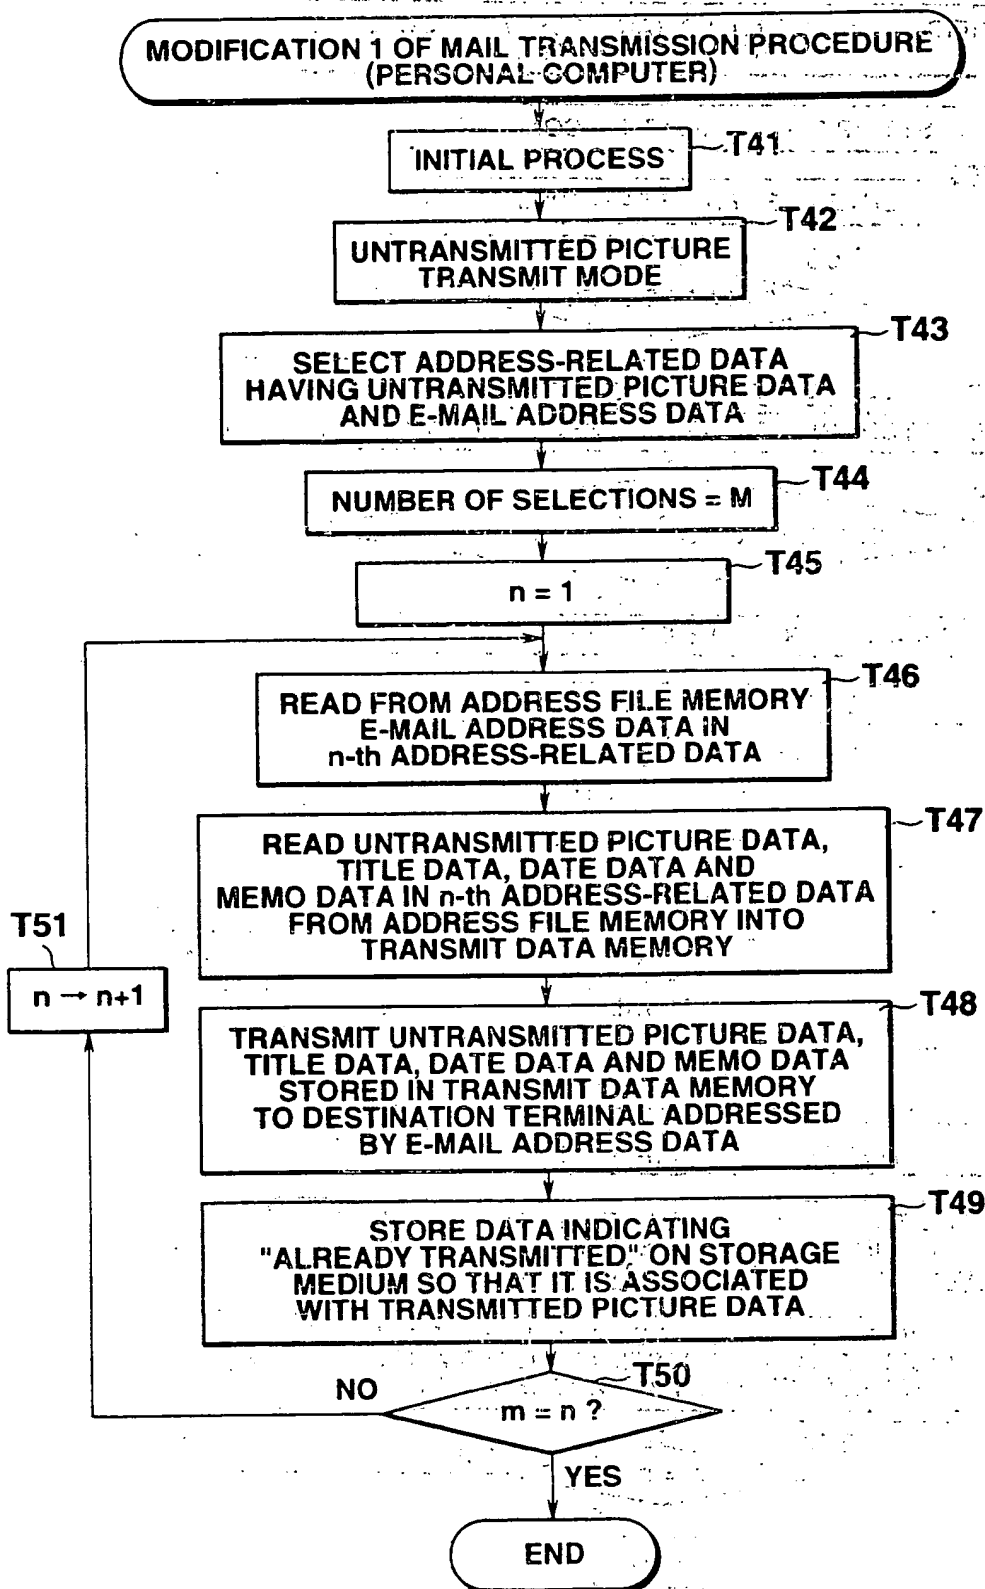 MODIFICATION 1 OF MAIL TRANSMISSION PROCEDURE
(PERSONAL COMPUTER)
INITIAL PROCESS
T41
T42
UNTRANSMITTED PICTURE
TRANSMIT MODE
T43
SELECT ADDRESS-RELATED DATA
HAVING UNTRANSMITTED PICTURE DATA
AND E-MAIL ADDRESS DATA
T44
NUMBER OF SELECTIONS = M
T45
n = 1
T46
READ FROM ADDRESS FILE MEMORY
E-MAIL ADDRESS DATA IN
n-th ADDRESS-RELATED DATA
T47
READ UNTRANSMITTED PICTURE DATA,
TITLE DATA, DATE DATA AND
MEMO DATA IN n-th ADDRESS-RELATED DATA
FROM ADDRESS FILE MEMORY INTO
TRANSMIT DATA MEMORY
T51
n → n+1
T48
TRANSMIT UNTRANSMITTED PICTURE DATA,
TITLE DATA, DATE DATA AND MEMO DATA
STORED IN TRANSMIT DATA MEMORY
TO DESTINATION TERMINAL ADDRESSED
BY E-MAIL ADDRESS DATA
T49
STORE DATA INDICATING
"ALREADY TRANSMITTED" ON STORAGE
MEDIUM SO THAT IT IS ASSOCIATED
WITH TRANSMITTED PICTURE DATA
T50
NO
m = n ?
YES
END